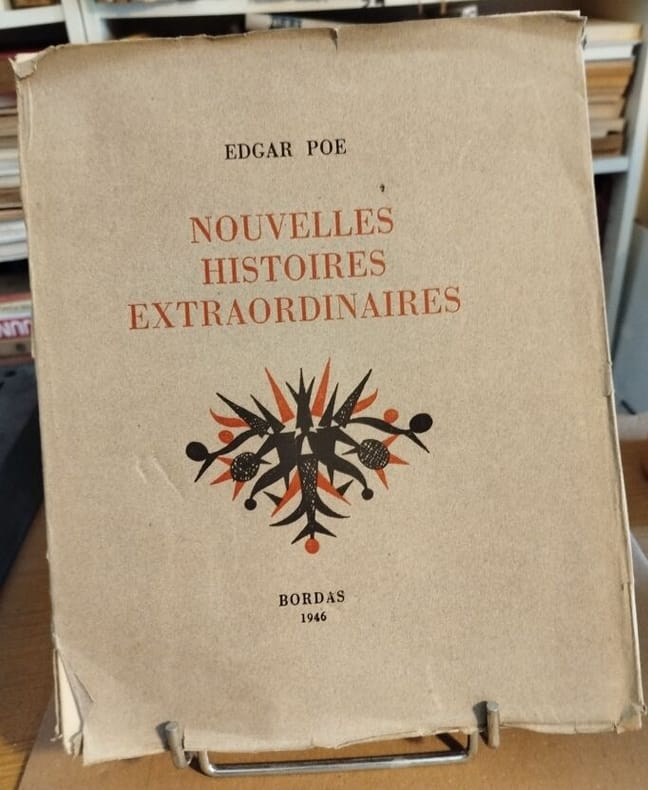 EDGAR POE
NOUVELLES
HISTOIRES
EXTRAORDINAIRES
BORDAS
1946